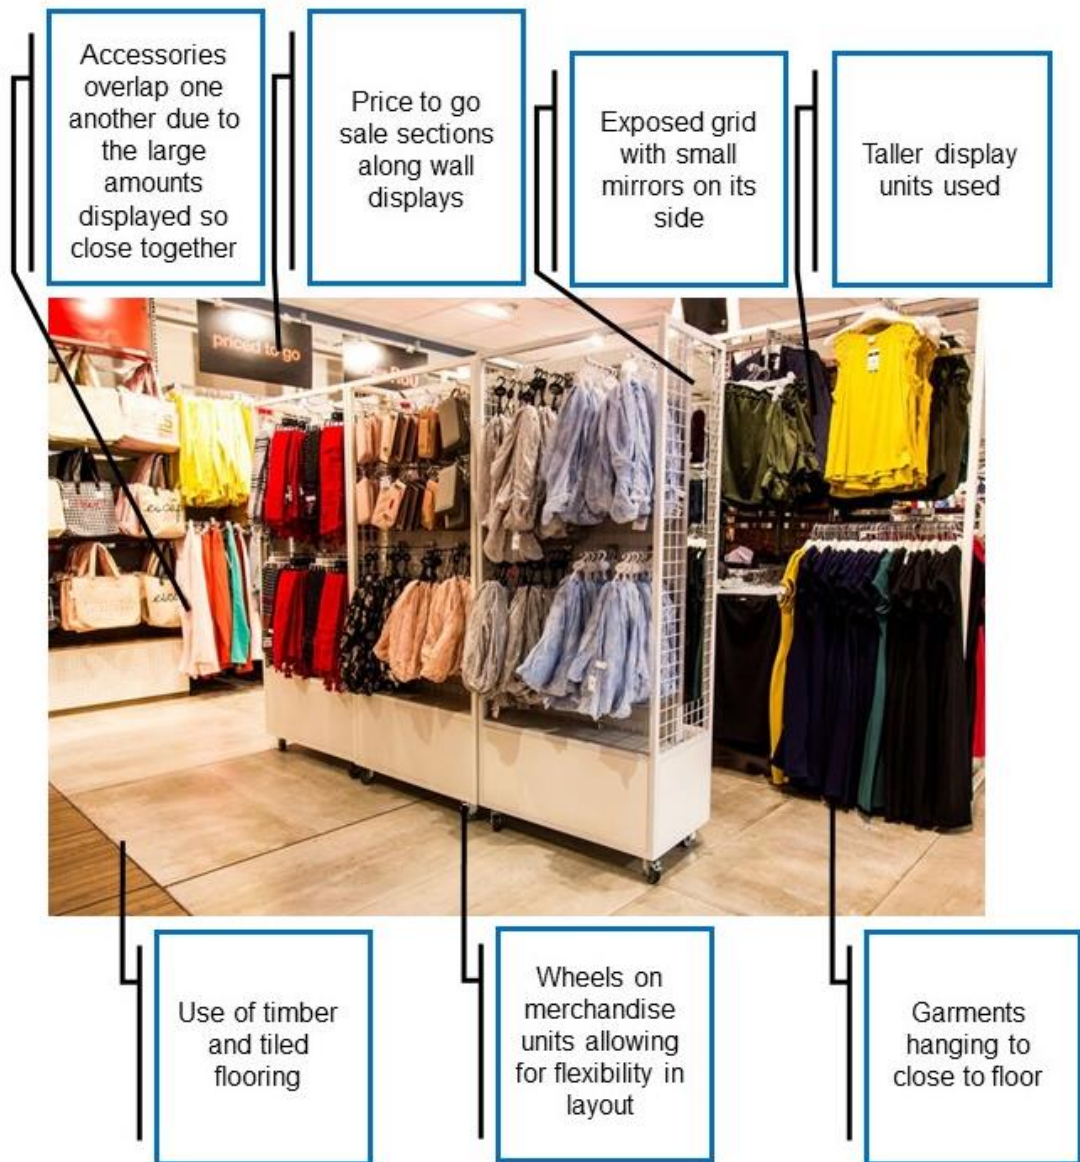 Accessories
overlap one
another due to
the large
amounts
displayed so
close together
Price to go
sale sections
along wall
displays
Exposed grid
with small
mirrors on its
side
Taller display
units used
priced to go
Use of timber
and tiled
flooring
Wheels on
merchandise
units allowing
for flexibility in
layout
Garments
hanging to
close to floor